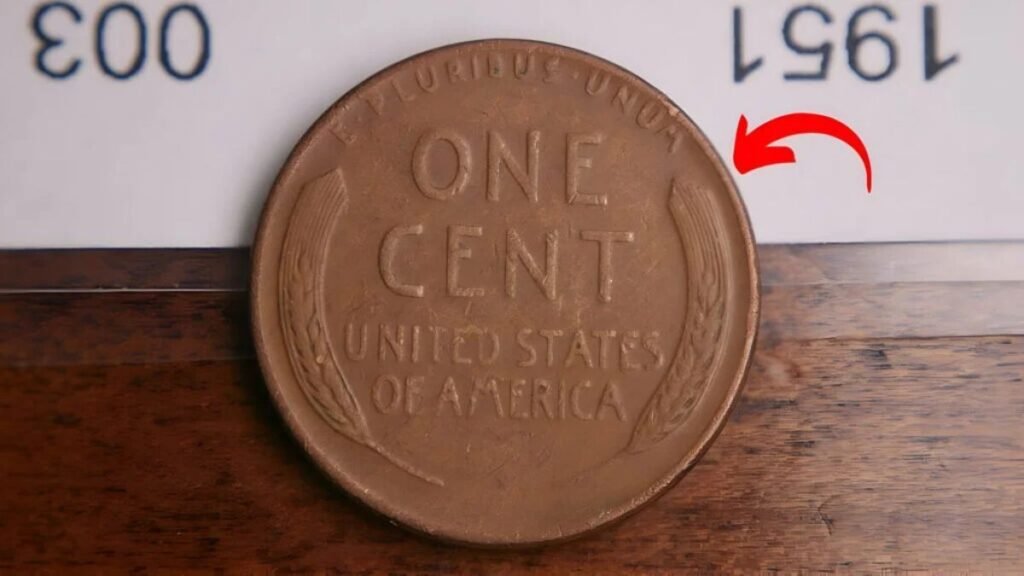 003
1951
E PLURIBUS · UNUM
ONE
CENT
UNITED STATES
OF AMERICA